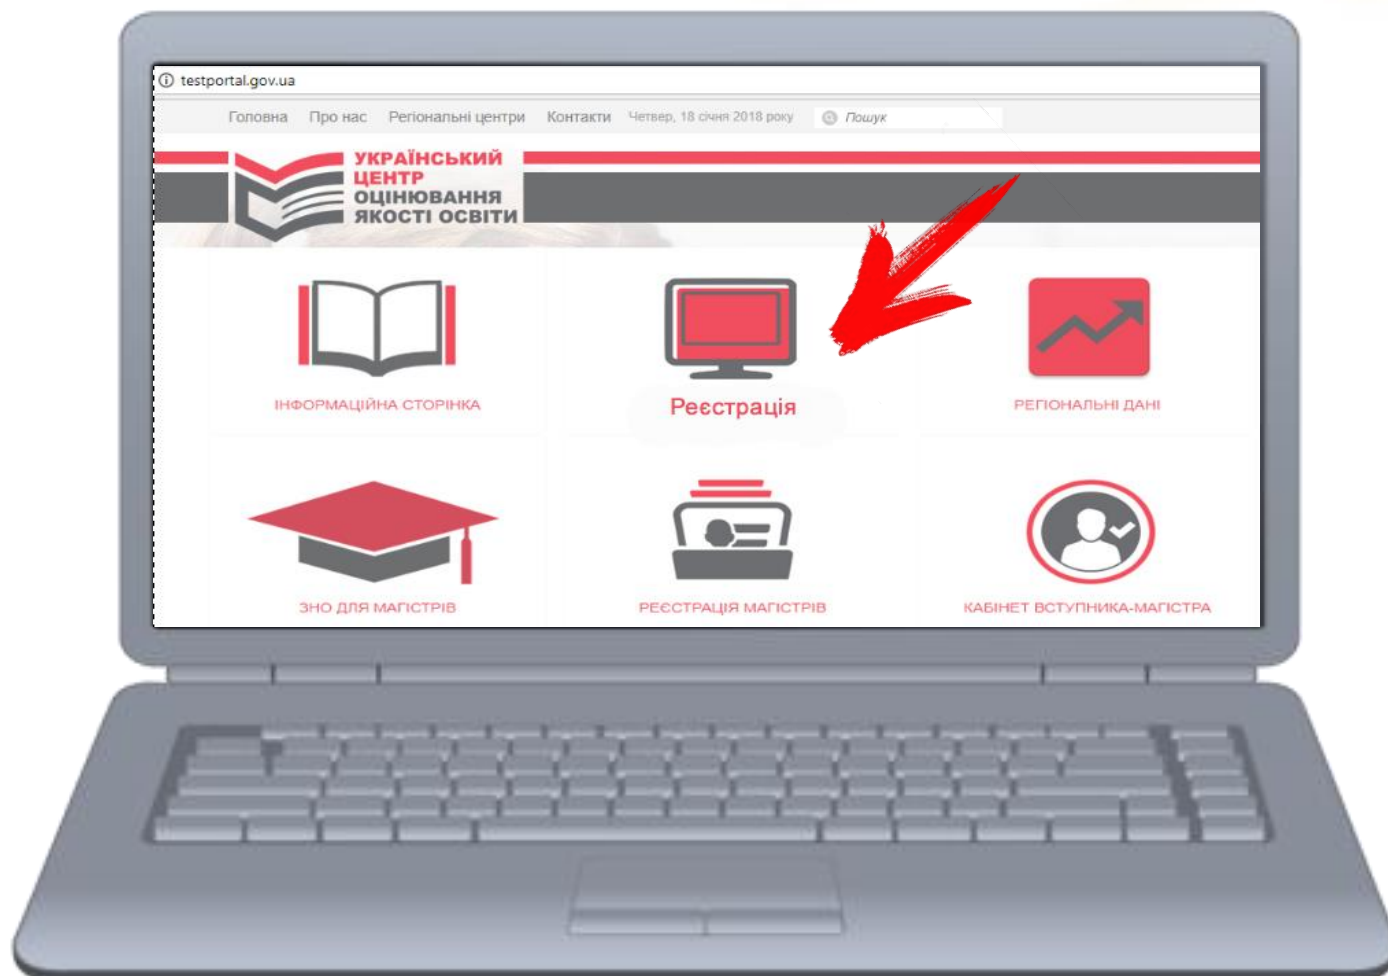 testportal.gov.ua
Головна Про нас Регіональні центри Контакти Четвер, 18 січня 2018 року Пошук
УКРАЇНСЬКИЙ
ЦЕНТР
ОЦІНЮВАННЯ
ЯКОСТІ ОСВІТИ
ІНФОРМАЦІЙНА СТОРІНКА
Реєстрація
РЕГІОНАЛЬНІ ДАНІ
ЗНО ДЛЯ МАГІСТРІВ
РЕЄСТРАЦІЯ МАГІСТРІВ
КАБІНЕТ ВСТУПНИКА-МАГІСТРА